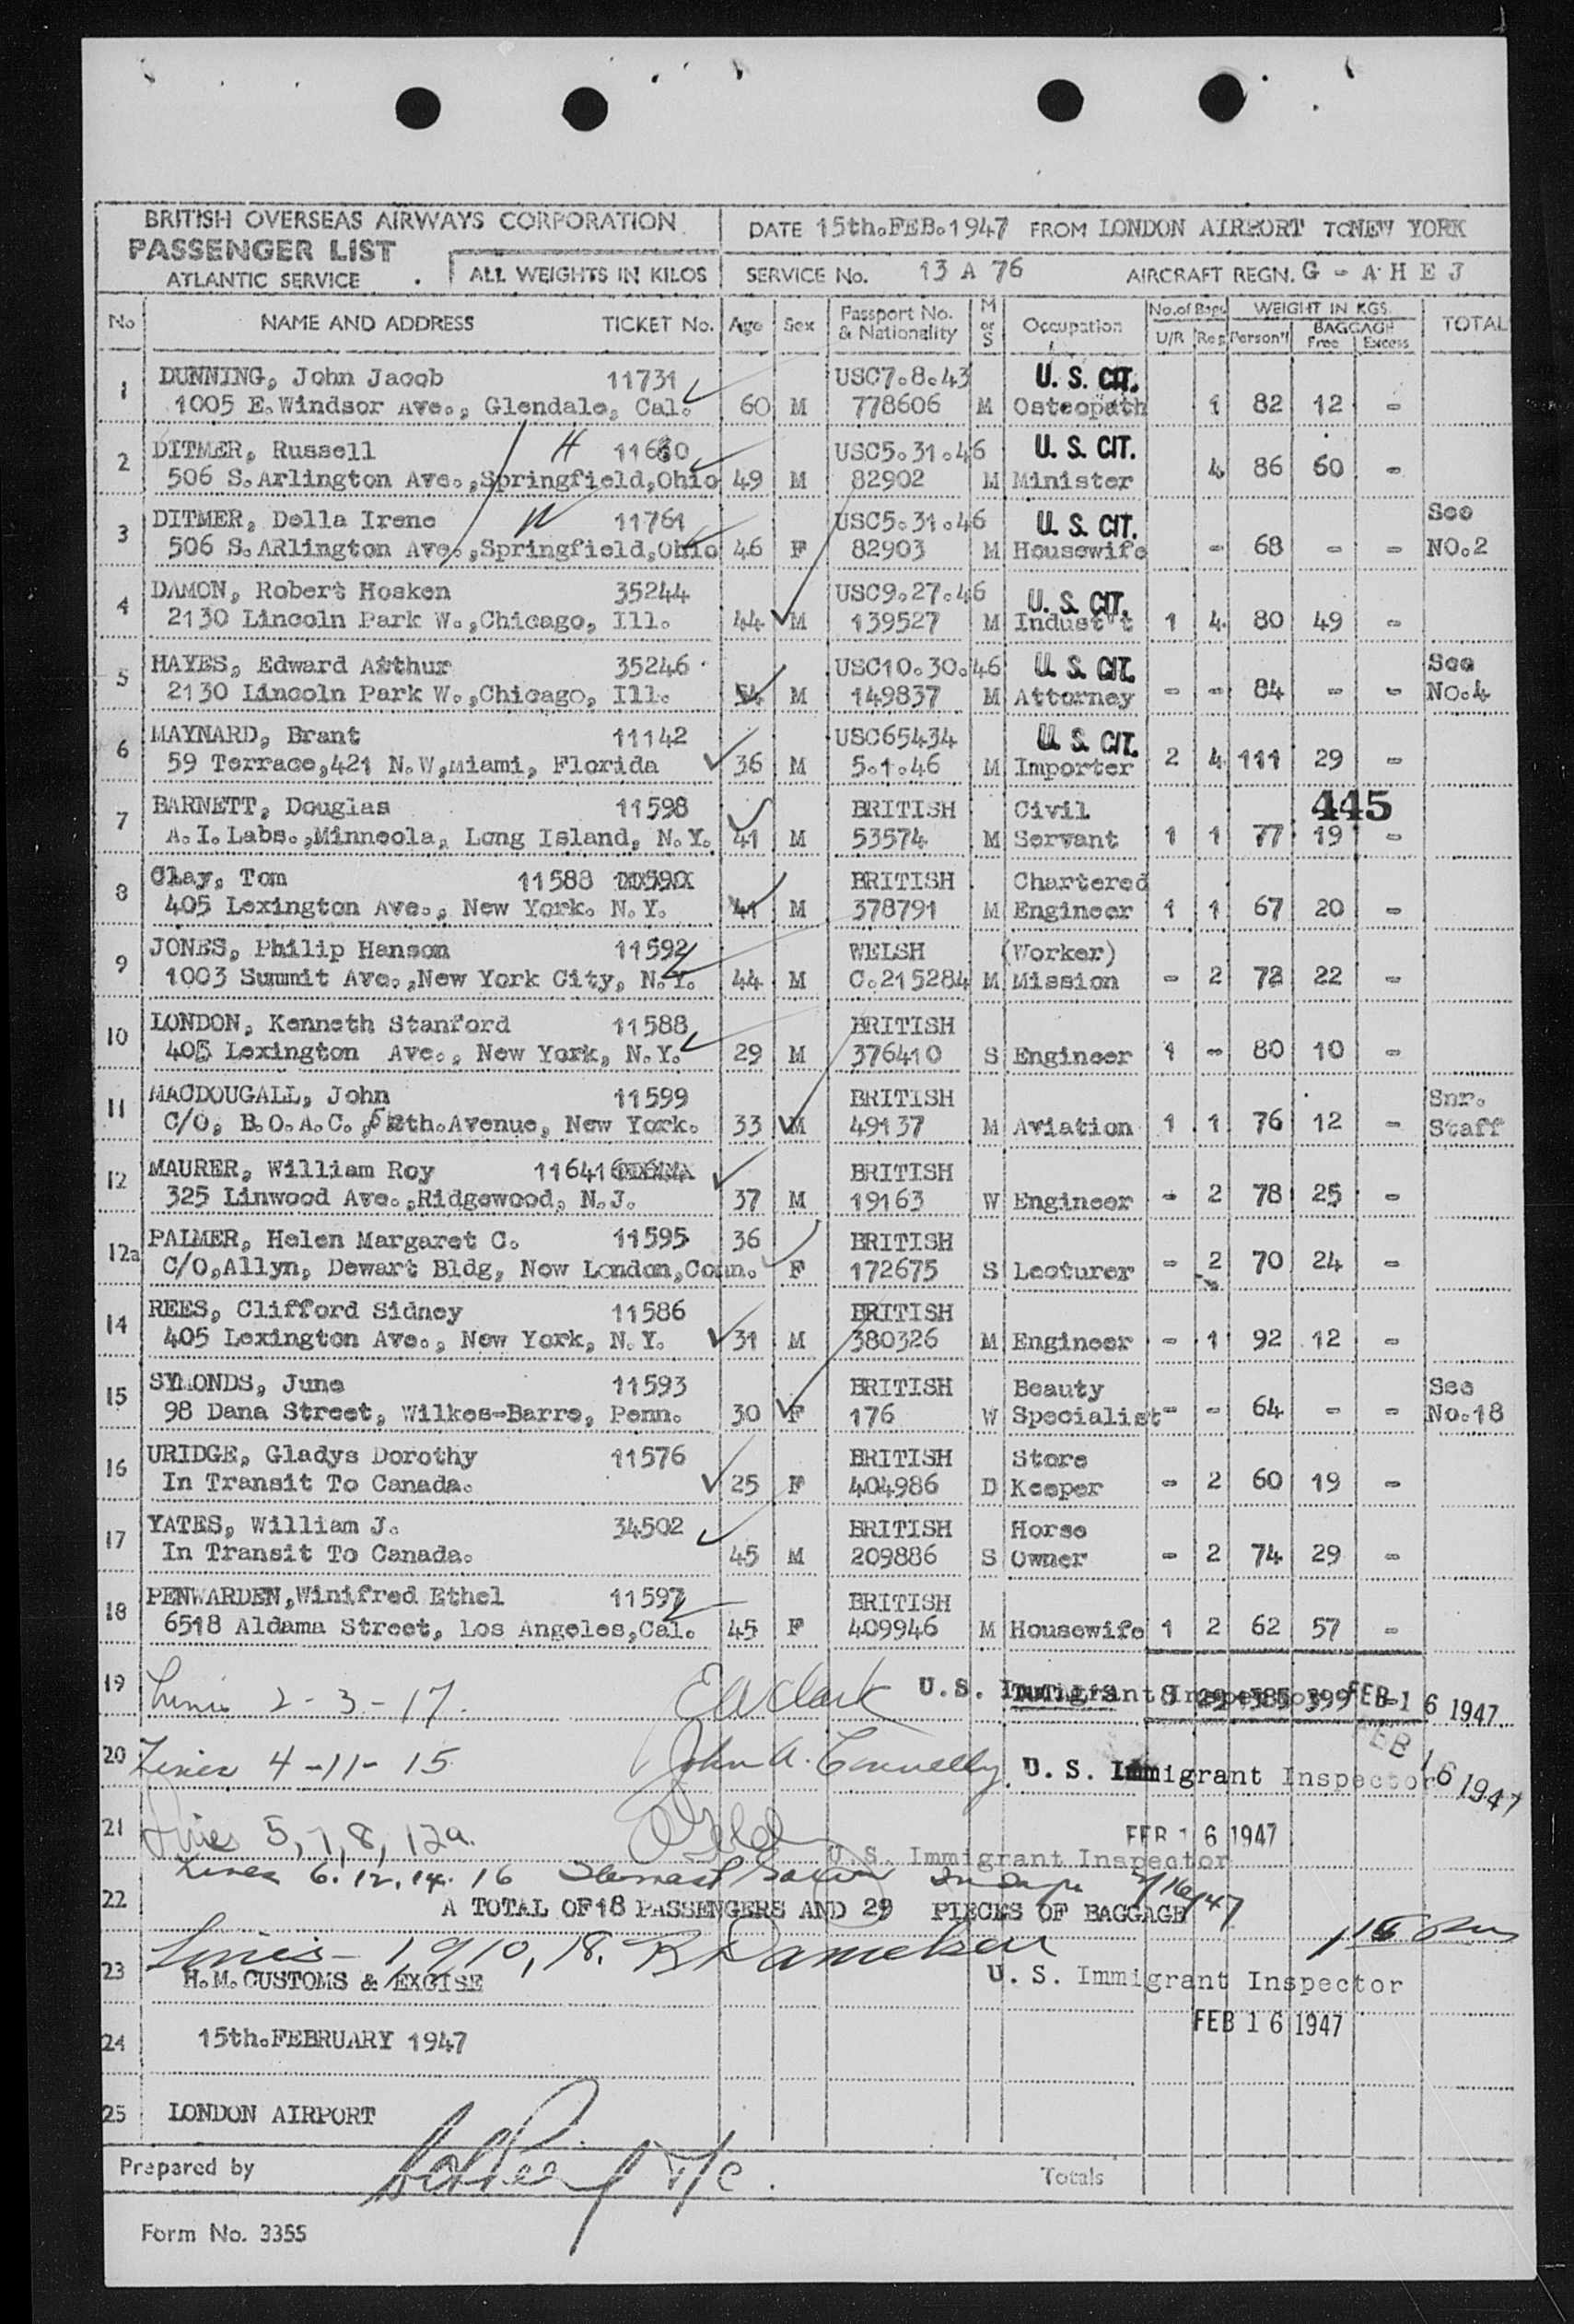 BRITISH OVERSEAS AIRWAYS CORPORATION
PASSENGER LIST
ATLANTIC SERVICE
ALL WEIGHTS IN KILOS
DATE 15th.FEB.1947 FROM LONDON AIRPORT TO NEW YORK
SERVICE No. 13 A 76 AIRCRAFT REGN. G - A H E J
No NAME AND ADDRESS TICKET No. Age Sex Passport No. & Nationality M or S Occupation No. of Bags U/R Reg WEIGHT IN KGS. Person'l BAGGAGE Free Excess TOTAL
1 DUNNING, John Jacob 11731 USC7.8.43 U. S. CIT.
1005 E.Windsor Ave., Glendale, Cal. 60 M 778606 M Osteopath 1 82 12 -
2 DITMER, Russell 11660 USC5.31.46 U. S. CIT.
506 S.Arlington Ave.,Springfield,Ohio 49 M 82902 M Minister 4 86 60 -
3 DITMER, Della Irene 11761 USC5.31.46 U. S. CIT. See
506 S.ARlington Ave.,Springfield,Ohio 46 F 82903 M Housewife - 68 - - NO.2
4 DAMON, Robert Hosken 35244 USC9.27.46 U. S. CIT.
2130 Lincoln Park W.,Chicago, Ill. 44 M 139527 M Indust't 1 4 80 49 -
5 HAYES, Edward Arthur 35246 USC10.30.46 U. S. CIT. See
2130 Lincoln Park W.,Chicago, Ill. 54 M 149837 M Attorney - - 84 - - No.4
6 MAYNARD, Brant 11142 USC65434 U. S. CIT.
59 Terrace,421 N.W,Miami, Florida 36 M 5.1.46 M Importer 2 4 111 29 -
7 BARNETT, Douglas 11598 BRITISH Civil 445
A.I.Labs.,Minneola, Long Island, N.Y. 41 M 53574 M Servant 1 1 77 19 -
8 Clay, Tom 11588 BRITISH Chartered
405 Lexington Ave., New York. N.Y. 41 M 378791 M Engineer 1 1 67 20 -
9 JONES, Philip Hanson 11592 WELSH (Worker)
1003 Summit Ave.,New York City, N.Y. 44 M C.215284 M Mission - 2 72 22 -
10 LONDON, Kenneth Stanford 11588 BRITISH
405 Lexington Ave., New York, N.Y. 29 M 376410 S Engineer 1 - 80 10 -
11 MACDOUGALL, John 11599 BRITISH Snr.
C/O, B.O.A.C., 5th.Avenue, New York. 33 M 49137 M Aviation 1 1 76 12 - Staff
12 MAURER, William Roy 11641 BRITISH
325 Linwood Ave.,Ridgewood, N.J. 37 M 19163 W Engineer - 2 78 25 -
12a PALMER, Helen Margaret C. 11595 36 BRITISH
C/O,Allyn, Dewart Bldg, New London,Conn. F 172675 S Lecturer - 2 70 24 -
14 REES, Clifford Sidney 11586 BRITISH
405 Lexington Ave., New York, N.Y. 31 M 380326 M Engineer - 1 92 12 -
15 SYMONDS, June 11593 BRITISH Beauty See
98 Dana Street, Wilkes-Barre, Penn. 30 F 176 W Specialist - - 64 - - No.18
16 URIDGE, Gladys Dorothy 11576 BRITISH Store
In Transit To Canada. 25 F 404986 D Keeper - 2 60 19 -
17 YATES, William J. 34502 BRITISH Horse
In Transit To Canada. 45 M 209886 S Owner - 2 74 29 -
18 PENWARDEN,Winifred Ethel 11597 BRITISH
6518 Aldama Street, Los Angeles,Cal. 45 F 409946 M Housewife 1 2 62 57 -
19 Lines 2-3-17. E W Clark U.S. Immigrant Inspector TOTALS 8 29 1385 399 - FEB 16 1947
20 Lines 4-11-15 John A. Connelly U. S. Immigrant Inspector FEB 16 1947
21 Lines 5, 7, 8, 12a. FEB 16 1947
U.S. Immigrant Inspector
Lines 6. 12. 14. 16
22 A TOTAL OF 18 PASSENGERS AND 29 PIECES OF BAGGAGE
Lines - 1, 9, 10, 18.
23 H.M.CUSTOMS & EXCISE U. S. Immigrant Inspector
FEB 16 1947
24 15th.FEBRUARY 1947
25 LONDON AIRPORT
Prepared by Totals
Form No. 3355